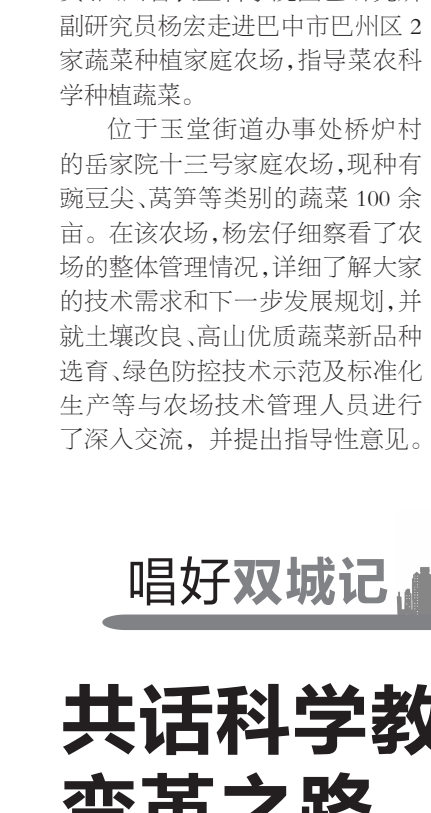 副研究员杨宏走进巴中市巴州区 2
家蔬菜种植家庭农场,指导菜农科
学种植蔬菜。
位于玉堂街道办事处桥炉村
的岳家院十三号家庭农场,现种有
豌豆尖、莴笋等类别的蔬菜 100 余
亩。在该农场,杨宏仔细察看了农
场的整体管理情况,详细了解大家
的技术需求和下一步发展规划,并
就土壤改良、高山优质蔬菜新品种
选育、绿色防控技术示范及标准化
生产等与农场技术管理人员进行
了深入交流，并提出指导性意见。
唱好双城记
共话科学教
变革之路